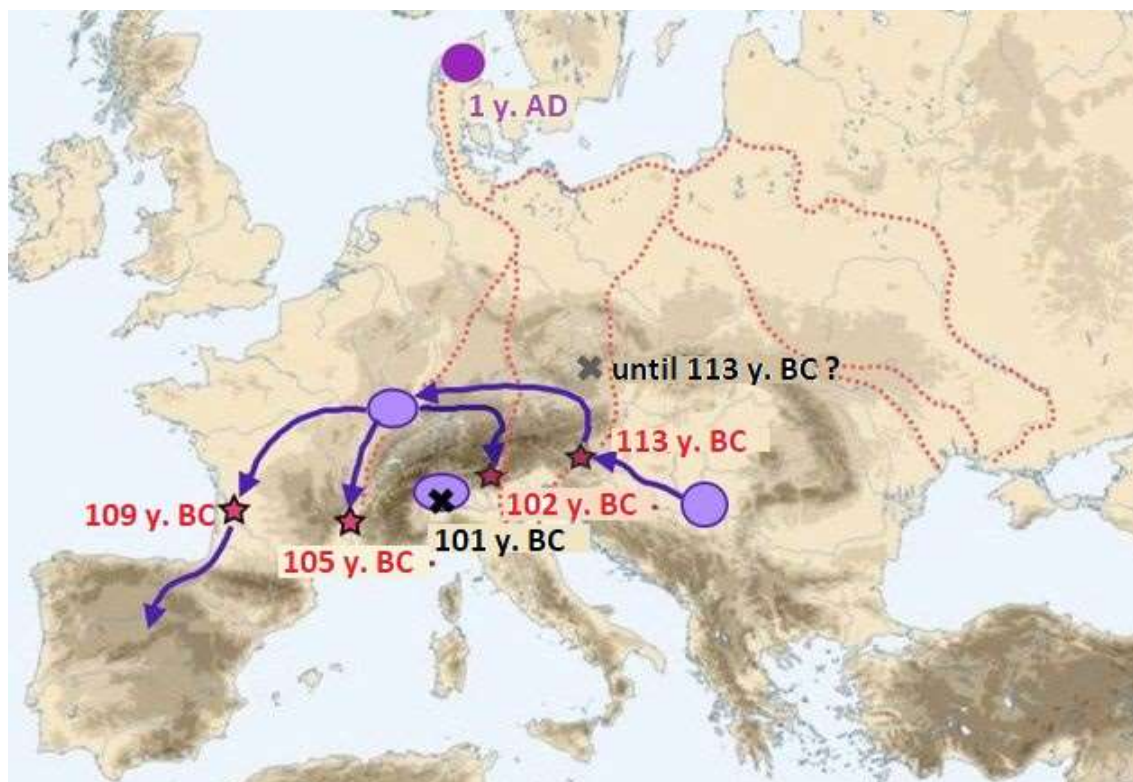 1 y. AD
until 113 y. BC ?
113 y. BC
109 y. BC
102 y. BC
101 y. BC
105 y. BC